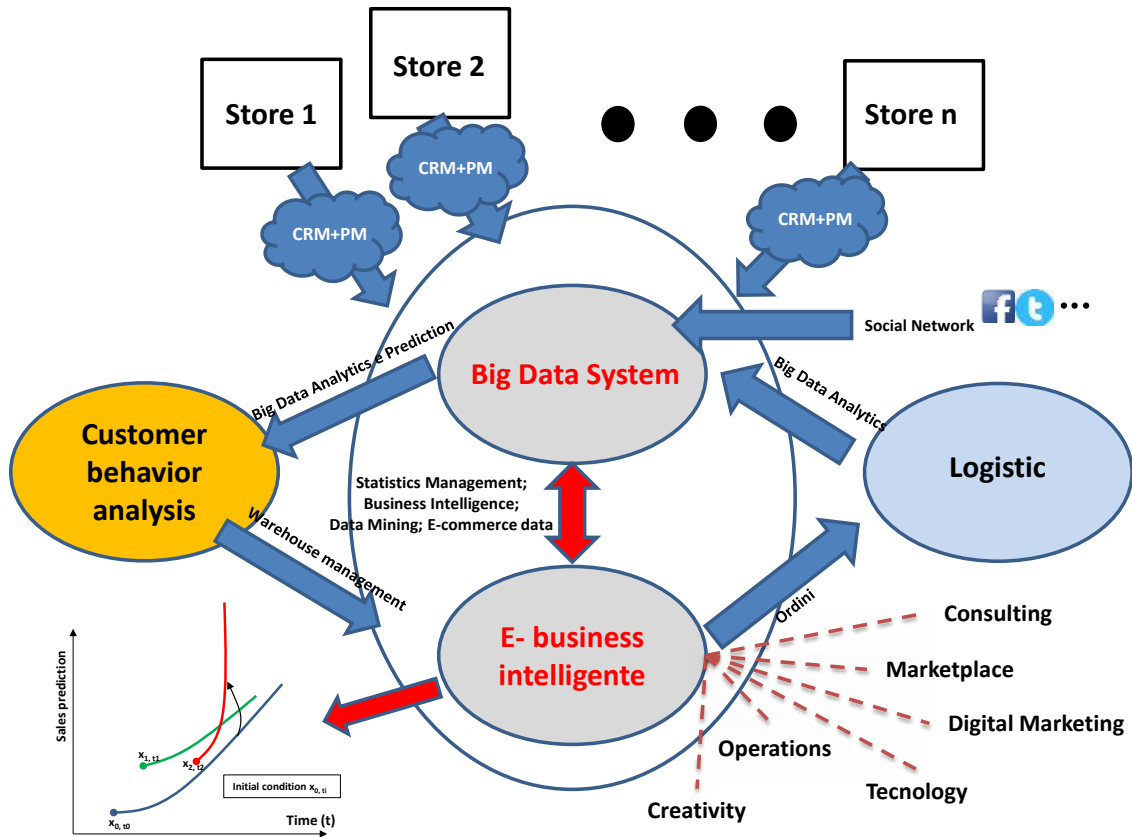 Store 1
Store 2
Store n
CRM+PM
CRM+PM
CRM+PM
Social Network
f
t
...
Big Data System
Big Data Analytics e Prediction
Big Data Analytics
Customer
behavior
analysis
Logistic
Statistics Management;
Business Intelligence;
Data Mining; E-commerce data
Warehouse management
Ordini
E- business
intelligente
Consulting
Marketplace
Digital Marketing
Operations
Tecnology
Creativity
Sales prediction
x1, t1
x2, t2
x0, t0
Initial condition x0, ti
Time (t)